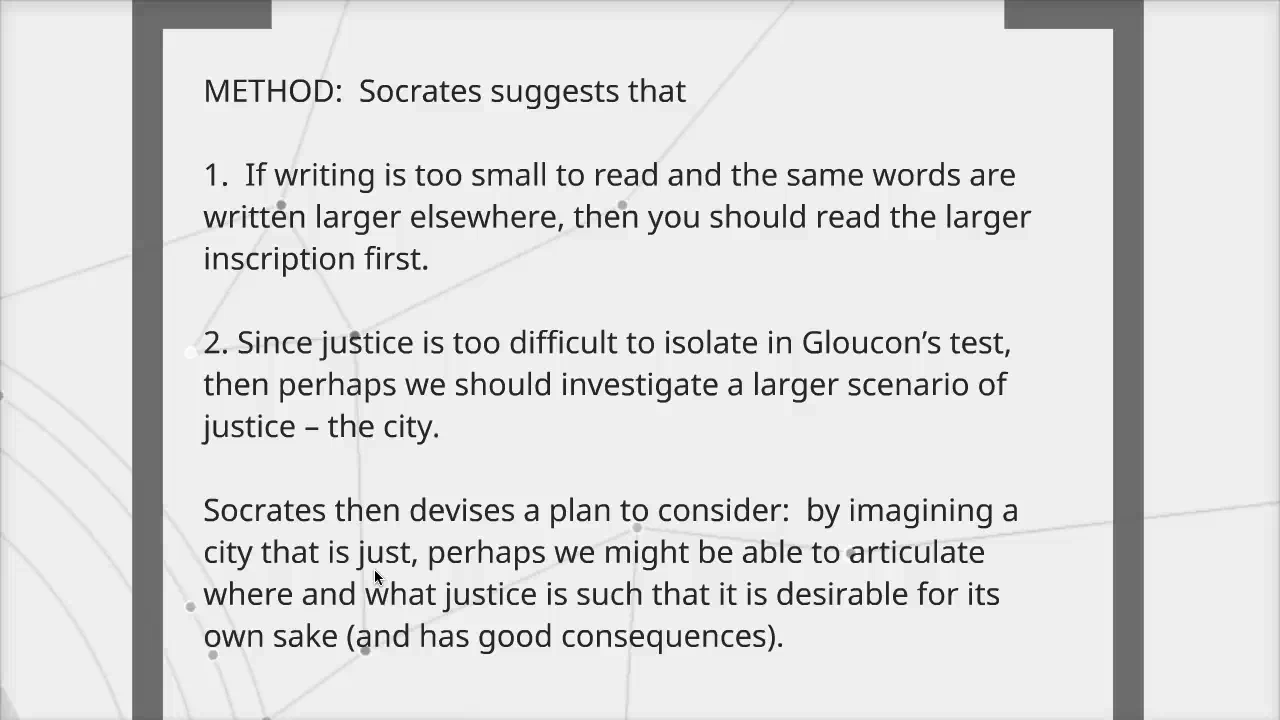 METHOD:  Socrates suggests that
1.  If writing is too small to read and the same words are
written larger elsewhere, then you should read the larger
inscription first.
2. Since justice is too difficult to isolate in Gloucon’s test,
then perhaps we should investigate a larger scenario of
justice – the city.
Socrates then devises a plan to consider:  by imagining a
city that is just, perhaps we might be able to articulate
where and what justice is such that it is desirable for its
own sake (and has good consequences).